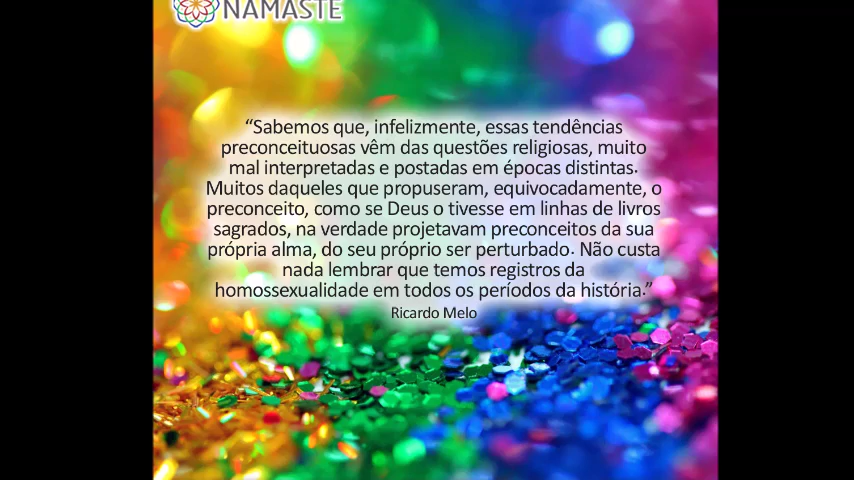 NAMASTÊ
“Sabemos que, infelizmente, essas tendências
preconceituosas vêm das questões religiosas, muito
mal interpretadas e postadas em épocas distintas.
Muitos daqueles que propuseram, equivocadamente, o
preconceito, como se Deus o tivesse em linhas de livros
sagrados, na verdade projetavam preconceitos da sua
própria alma, do seu próprio ser perturbado. Não custa
nada lembrar que temos registros da
homossexualidade em todos os períodos da história.”
Ricardo Melo